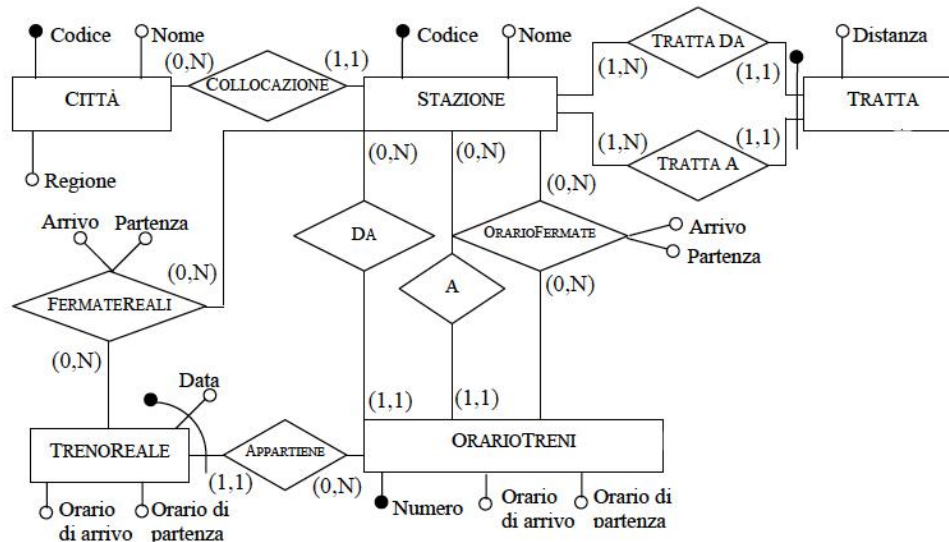 Codice
Nome
Codice
Nome
TRATTA DA
Distanza
(0,N)
(1,1)
(1,N)
(1,1)
CITTÀ
COLLOCAZIONE
STAZIONE
TRATTA
(1,N)
(1,1)
(0,N)
(0,N)
TRATTA A
Regione
(0,N)
Arrivo
Partenza
DA
ORARIOFERMATE
Arrivo
Partenza
(0,N)
A
(0,N)
FERMATEREALI
(0,N)
Data
(1,1)
(1,1)
TRENOREALE
APPARTIENE
ORARIOTRENI
(1,1)
(0,N)
Orario
di arrivo
Orario di
partenza
Numero
Orario
di arrivo
Orario di
partenza